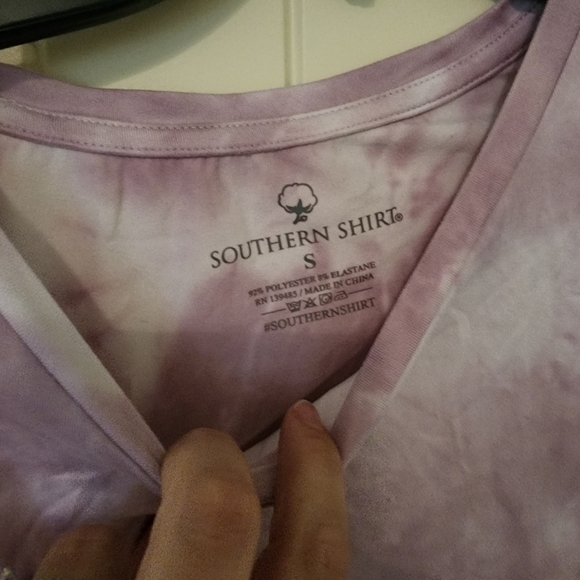 SOUTHERN SHIRT®
S
92% POLYESTER 8% ELASTANE
RN 139485 / MADE IN CHINA
#SOUTHERNSHIRT